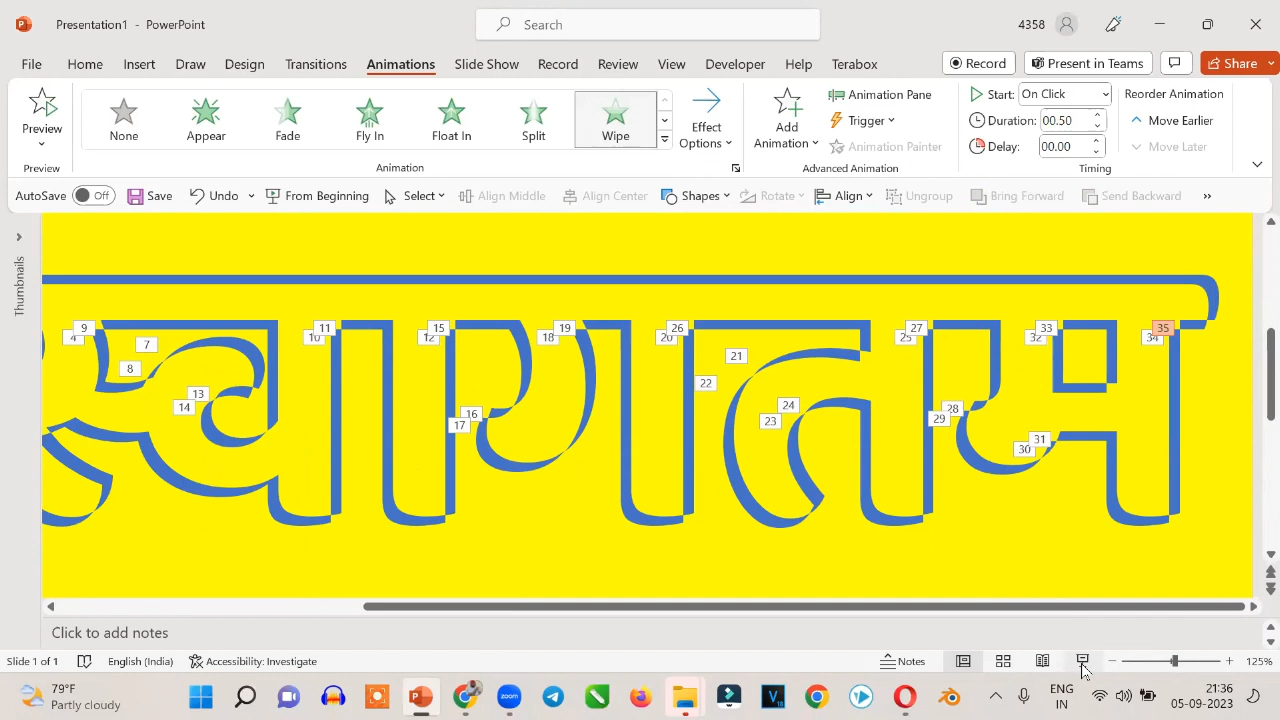 Presentation1 - PowerPoint
Search
4358
File Home Insert Draw Design Transitions Animations Slide Show Record Review View Developer Help Terabox
Record Present in Teams Share
Preview
None Appear Fade Fly In Float In Split Wipe
Effect Options
Add Animation
Animation Pane
Trigger
Animation Painter
Start: On Click
Duration: 00.50
Delay: 00.00
Reorder Animation
Move Earlier
Move Later
Preview Animation Advanced Animation Timing
AutoSave Off Save Undo From Beginning Select Align Middle Align Center Shapes Rotate Align Ungroup Bring Forward Send Backward »
Thumbnails
स्वागतम
9 4 7 8 13 14 11 10 15 12 16 17 19 18 26 20 21 22 24 23 27 25 28 29 33 32 31 30 35 34
Click to add notes
Slide 1 of 1 English (India) Accessibility: Investigate Notes 125%
79°F
Partly cloudy
zoom
ENG
IN
21:36
05-09-2023